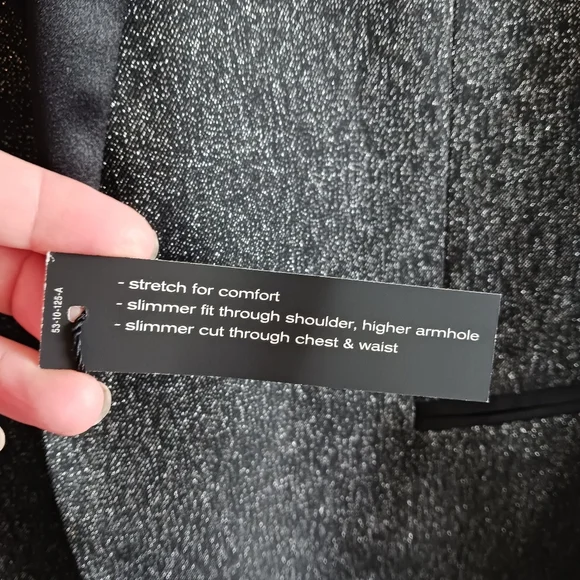 - stretch for comfort
- slimmer fit through shoulder, higher armhole
- slimmer cut through chest & waist
53-10-125-A